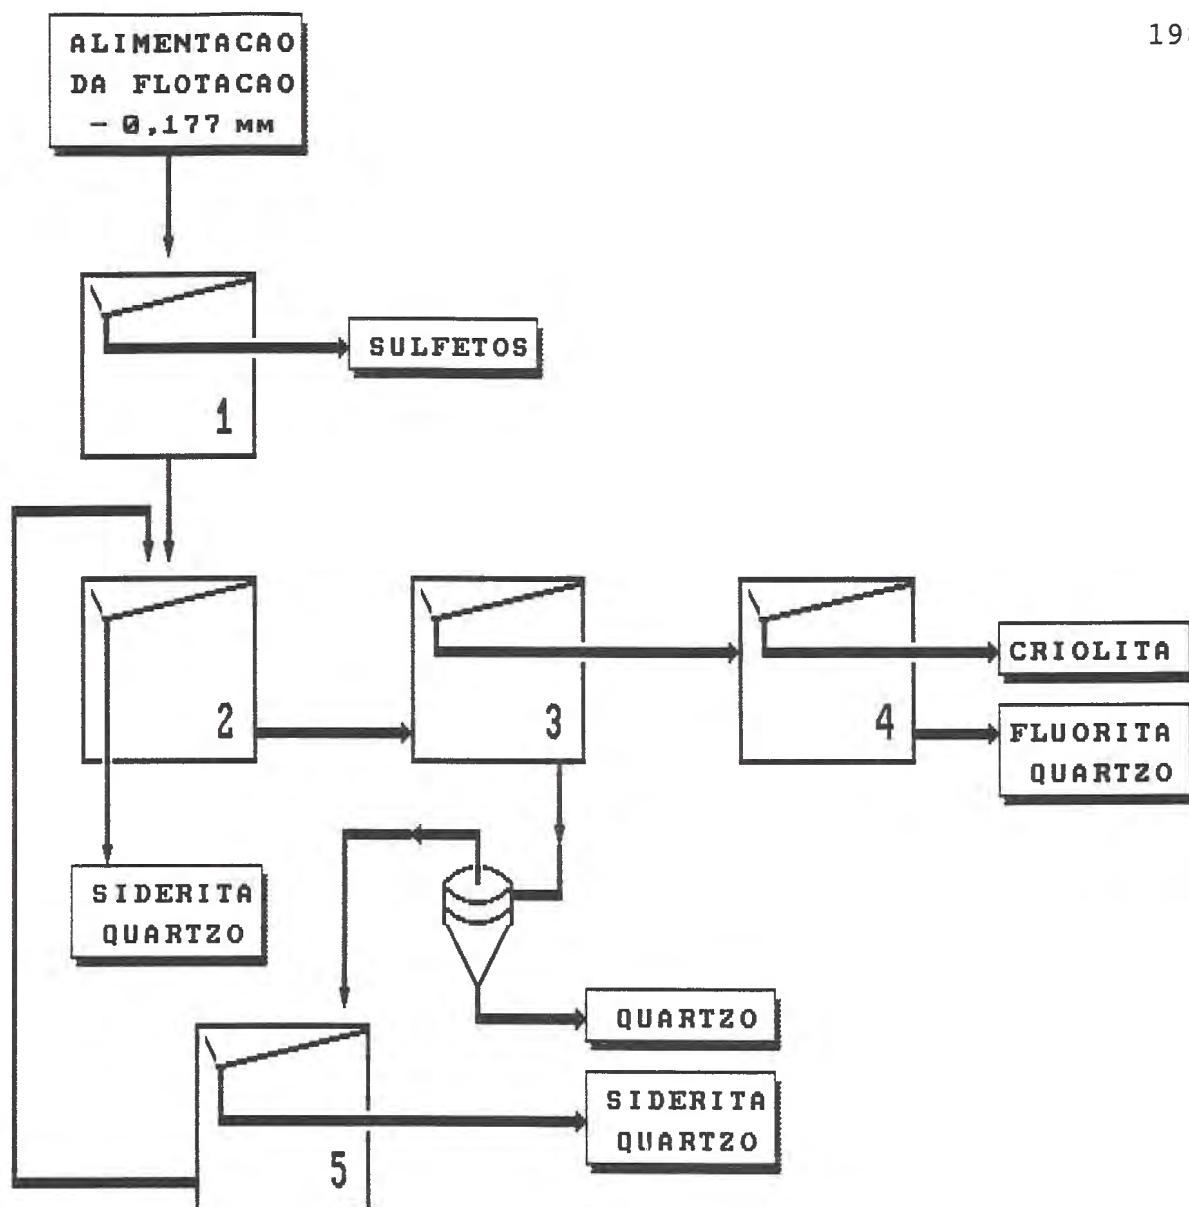 19
ALIMENTACAO
DA FLOTACAO
- 0,177 MM
SULFETOS
1
2
3
4
CRIOLITA
FLUORITA
QUARTZO
SIDERITA
QUARTZO
QUARTZO
SIDERITA
QUARTZO
5